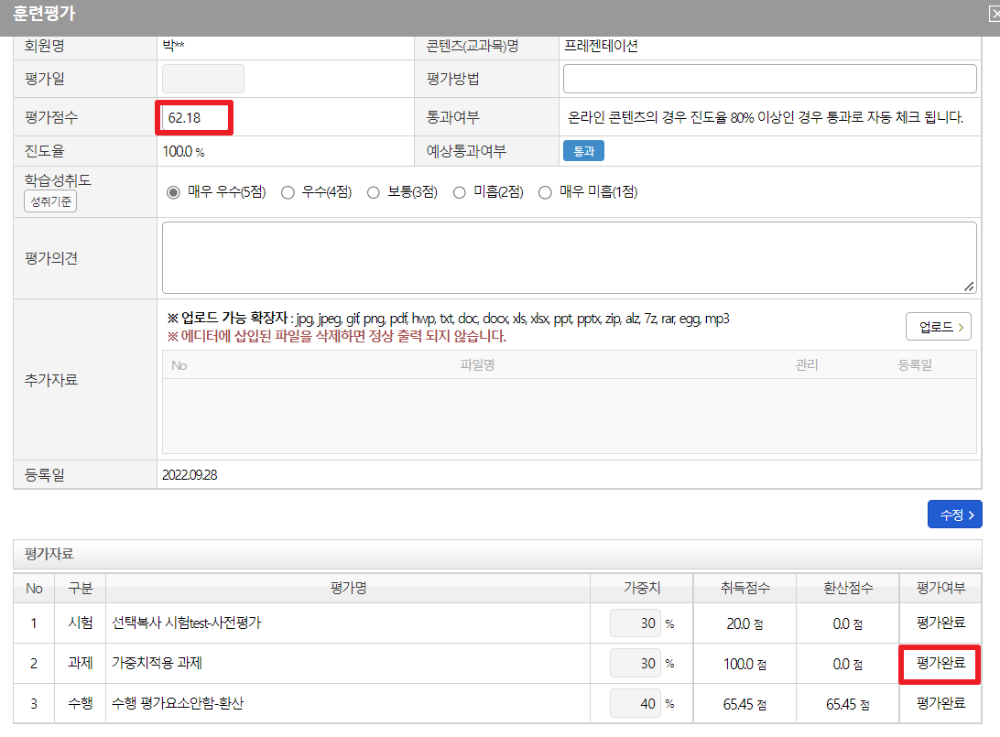 훈련평가
회원명 박** 콘텐츠(교과목)명 프레젠테이션
평가일 평가방법
평가점수 62.18 통과여부 온라인 콘텐츠의 경우 진도율 80% 이상인 경우 통과로 자동 체크 됩니다.
진도율 100.0 % 예상통과여부 통과
학습성취도
성취기준
매우 우수(5점) 우수(4점) 보통(3점) 미흡(2점) 매우 미흡(1점)
평가의견
추가자료
※ 업로드 가능 확장자 : jpg, jpeg, gif, png, pdf, hwp, txt, doc, docx, xls, xlsx, ppt, pptx, zip, alz, 7z, rar, egg, mp3
※ 에디터에 삽입된 파일을 삭제하면 정상 출력 되지 않습니다.
업로드 >
No 파일명 관리 등록일
등록일 2022.09.28
수정 >
평가자료
No 구분 평가명 가중치 취득점수 환산점수 평가여부
1 시험 선택복사 시험test-사전평가 30 % 20.0 점 0.0 점 평가완료
2 과제 가중치적용 과제 30 % 100.0 점 0.0 점 평가완료
3 수행 수행 평가요소안함-환산 40 % 65.45 점 65.45 점 평가완료